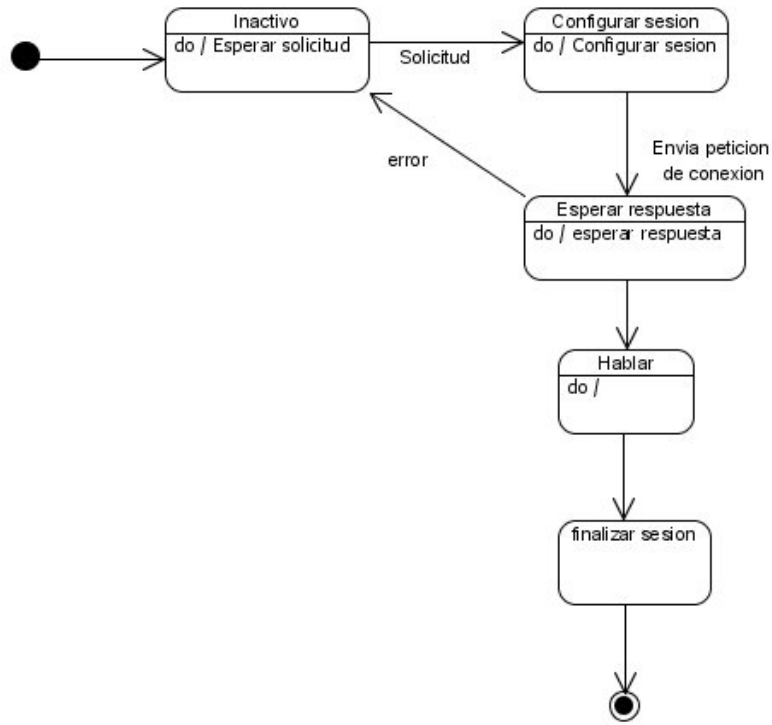 Inactivo
do / Esperar solicitud
Solicitud
Configurar sesion
do / Configurar sesion
error
Envia peticion
de conexion
Esperar respuesta
do / esperar respuesta
Hablar
do /
finalizar sesion